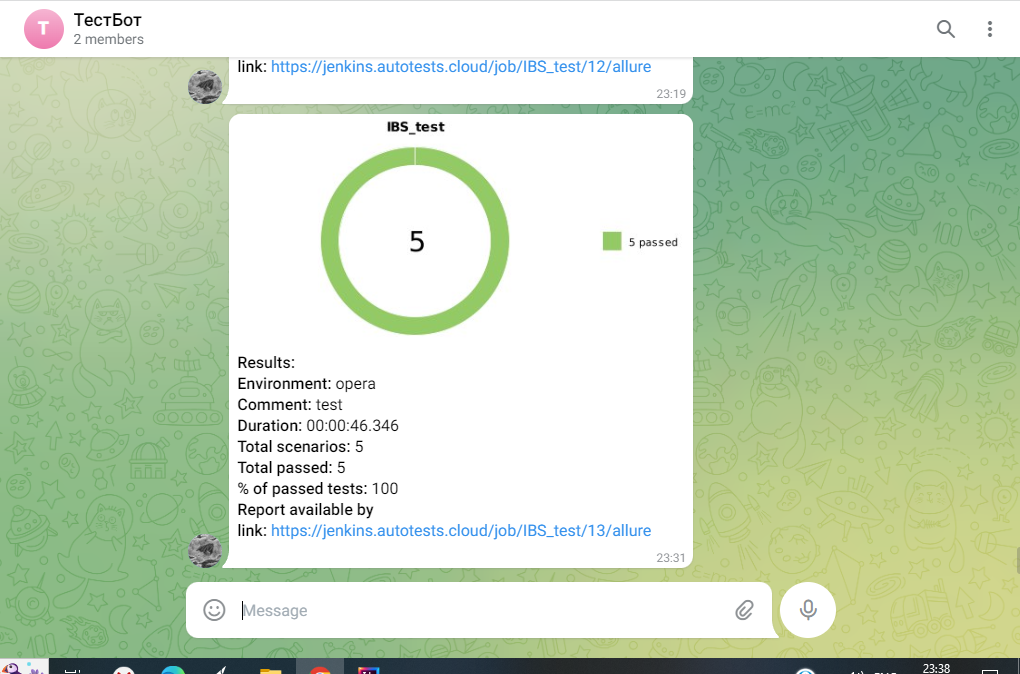 T
ТестБот
2 members
link: https://jenkins.autotests.cloud/job/IBS_test/12/allure
23:19
IBS_test
5
5 passed
Results:
Environment: opera
Comment: test
Duration: 00:00:46.346
Total scenarios: 5
Total passed: 5
% of passed tests: 100
Report available by
link: https://jenkins.autotests.cloud/job/IBS_test/13/allure
23:31
Message
23:38